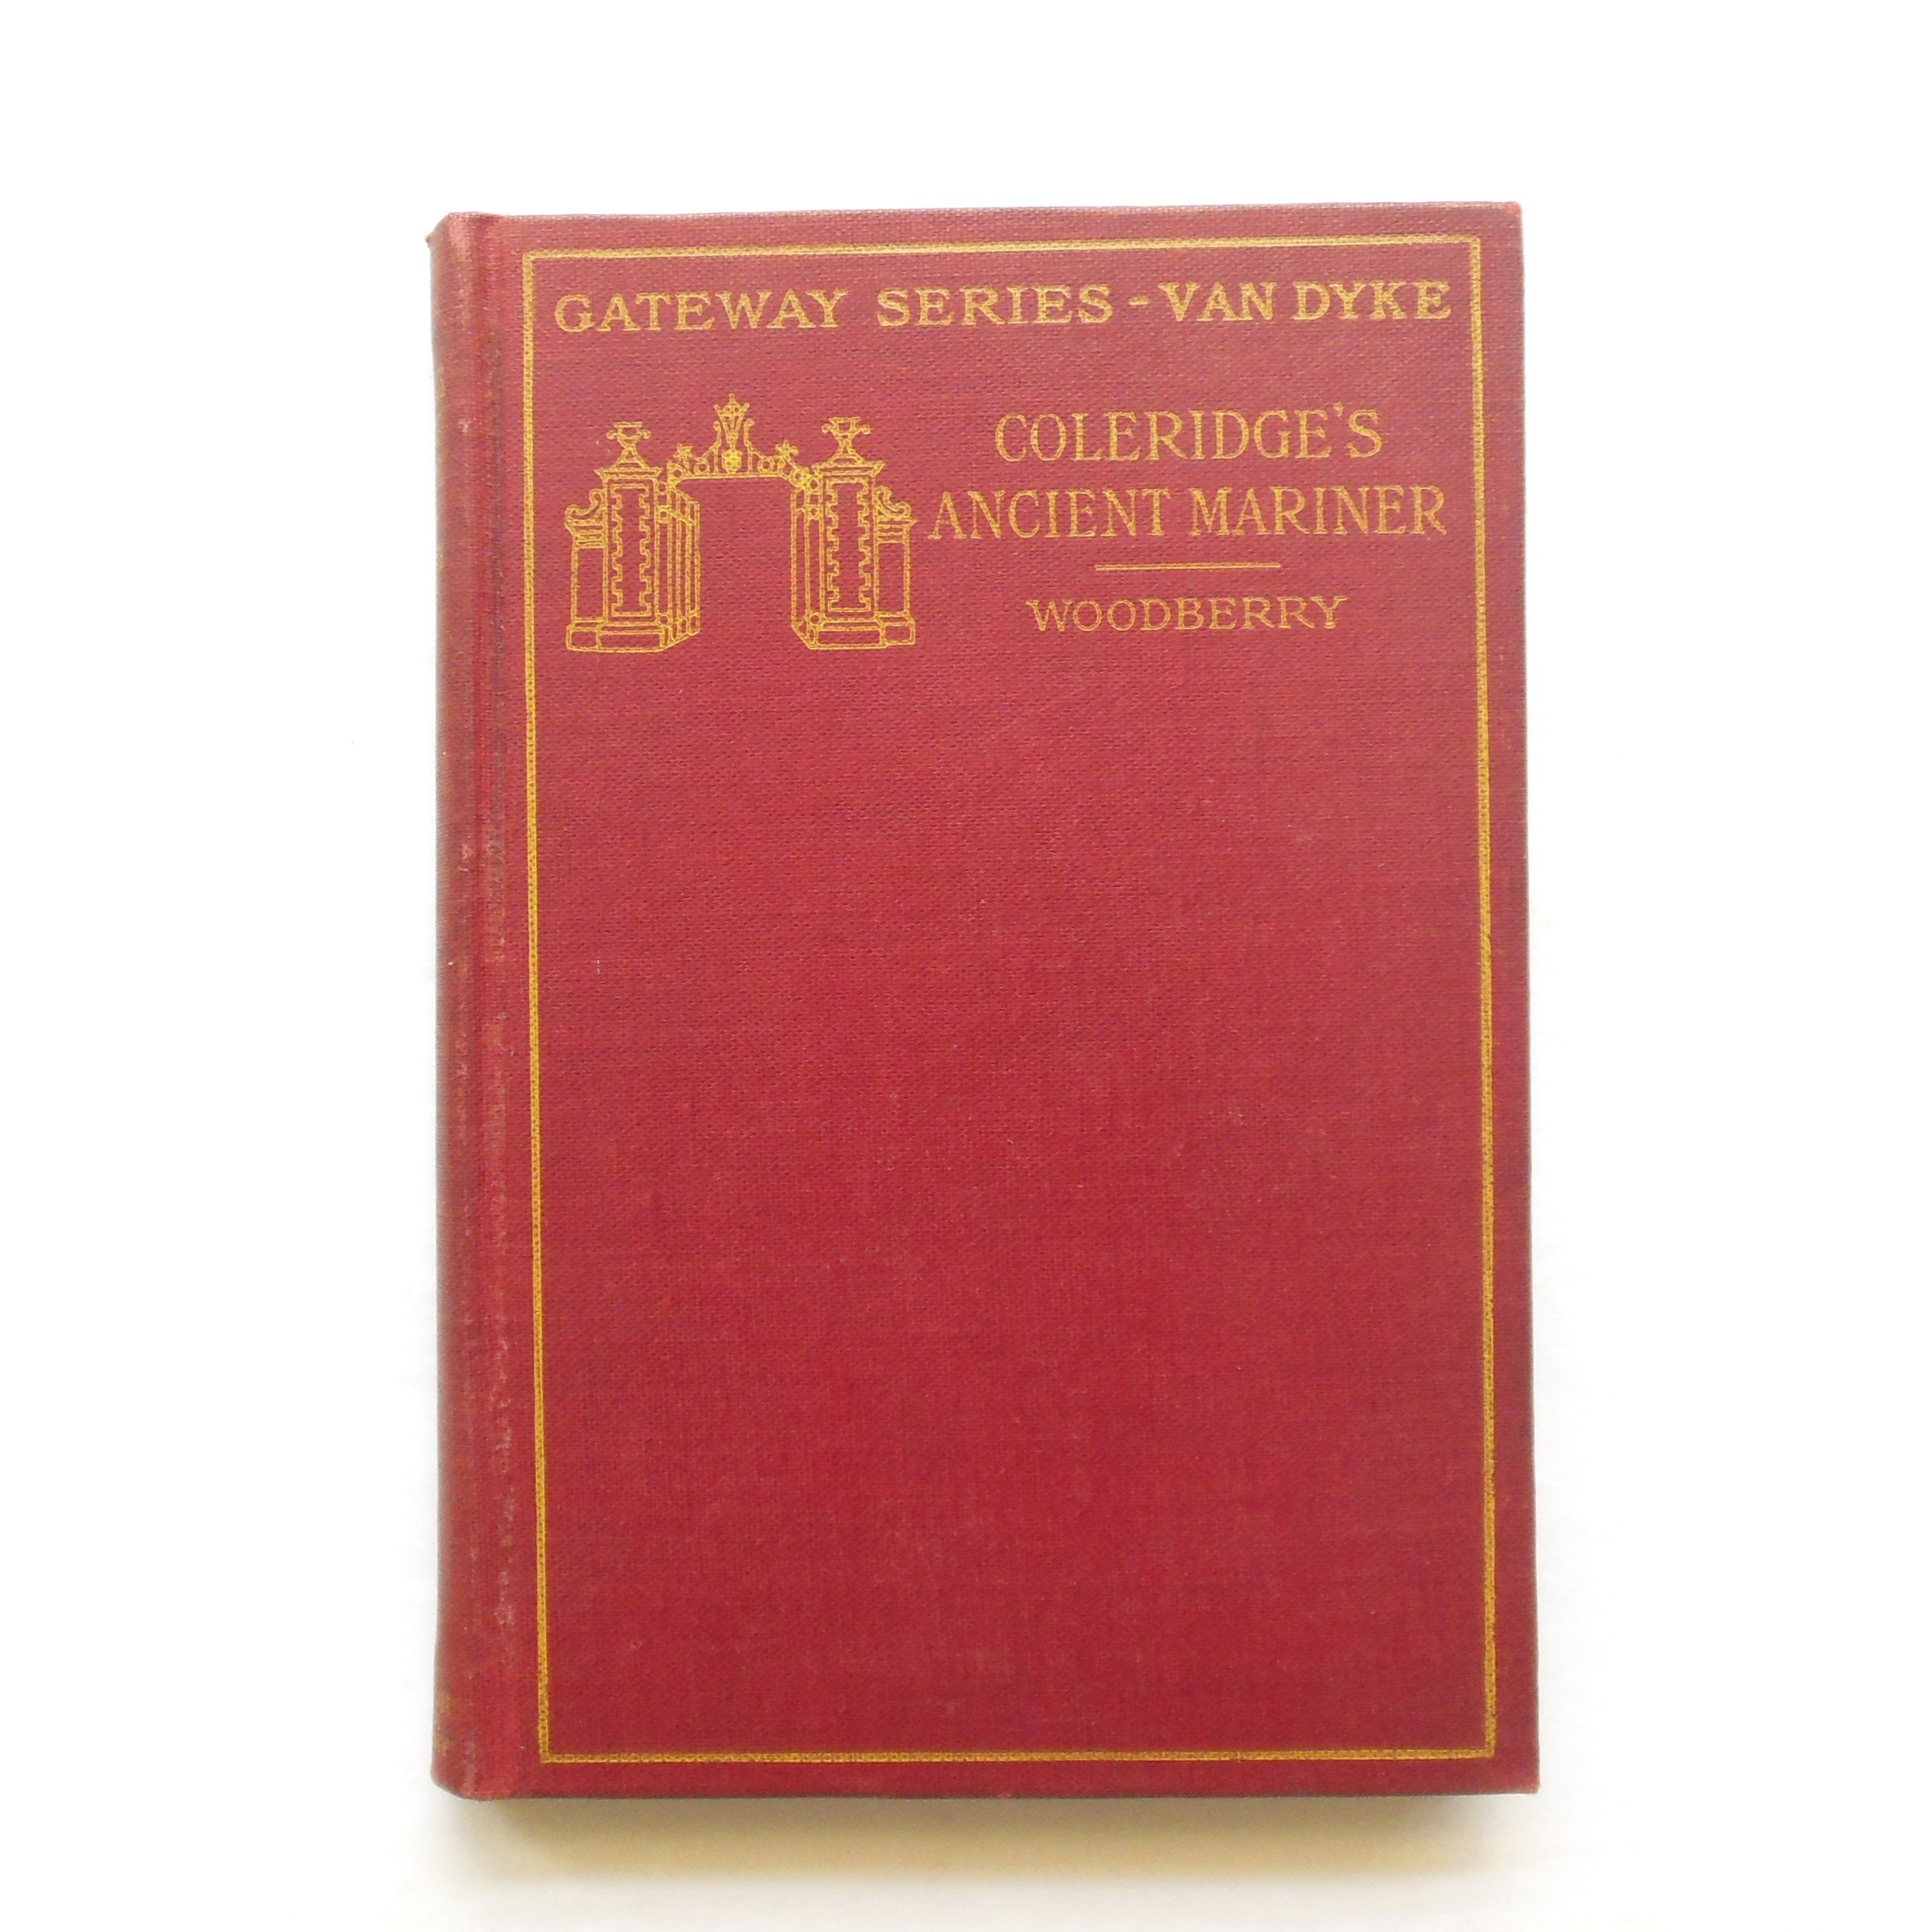 GATEWAY SERIES - VAN DYKE
COLERIDGE'S
ANCIENT MARINER
WOODBERRY